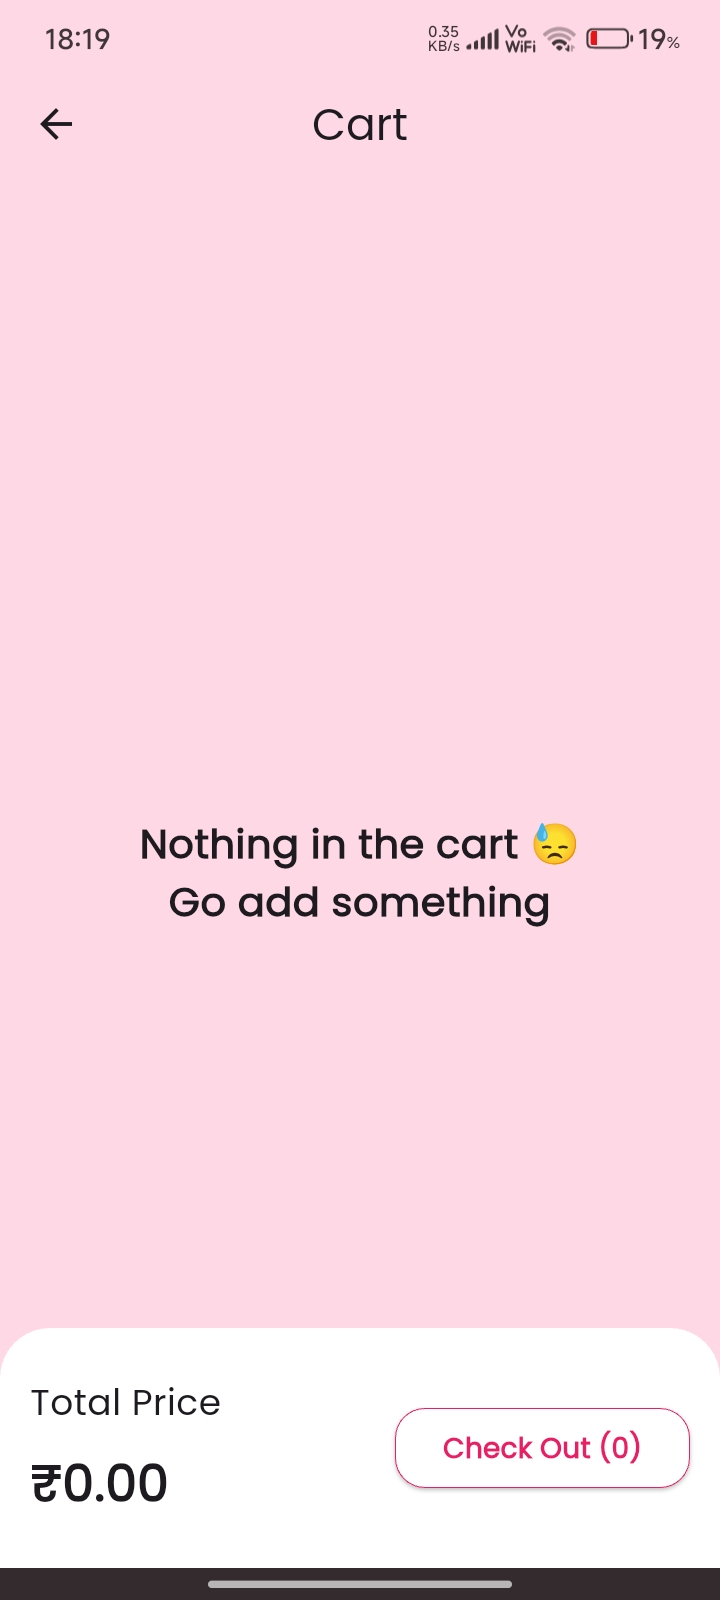 18:19
0.35
KB/s
Vo
WiFi
19%
Cart
Nothing in the cart 😓
Go add something
Total Price
₹0.00
Check Out (0)